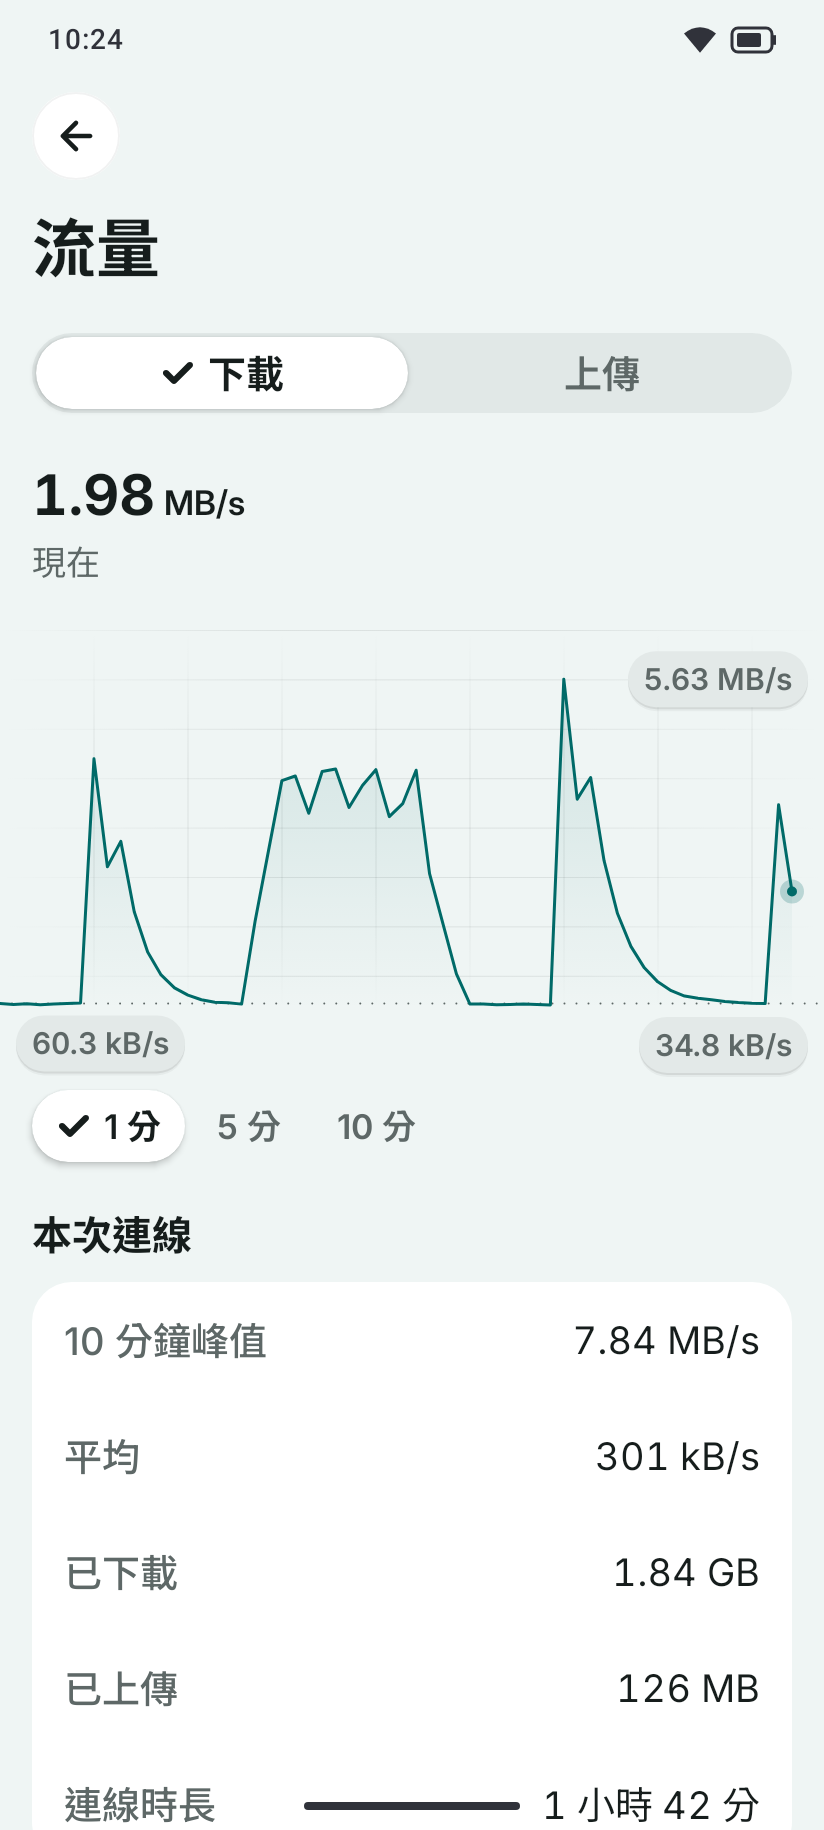 10:24
流量
下載
上傳
1.98 MB/s
現在
5.63 MB/s
60.3 kB/s
34.8 kB/s
1 分
5 分
10 分
本次連線
10 分鐘峰值
7.84 MB/s
平均
301 kB/s
已下載
1.84 GB
已上傳
126 MB
連線時長
1 小時 42 分